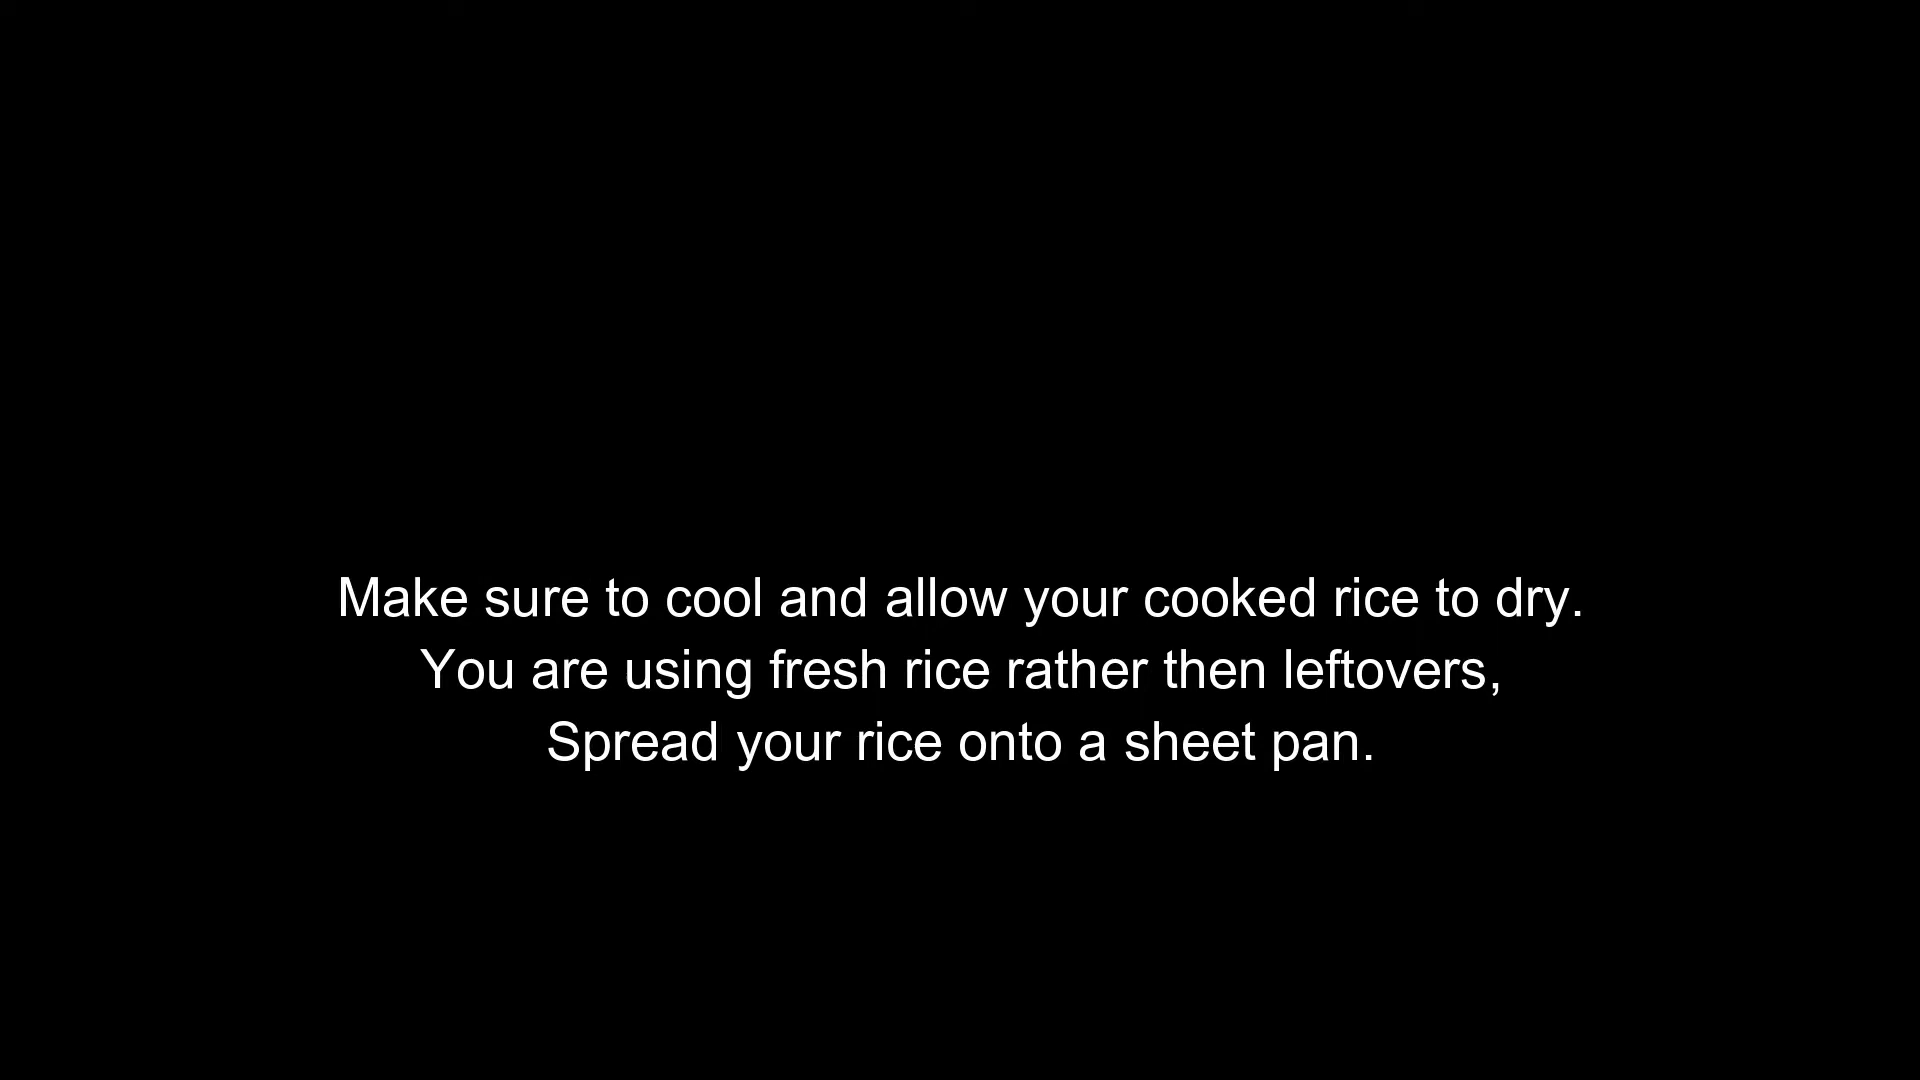 Make sure to cool and allow your cooked rice to dry.
You are using fresh rice rather then leftovers,
Spread your rice onto a sheet pan.